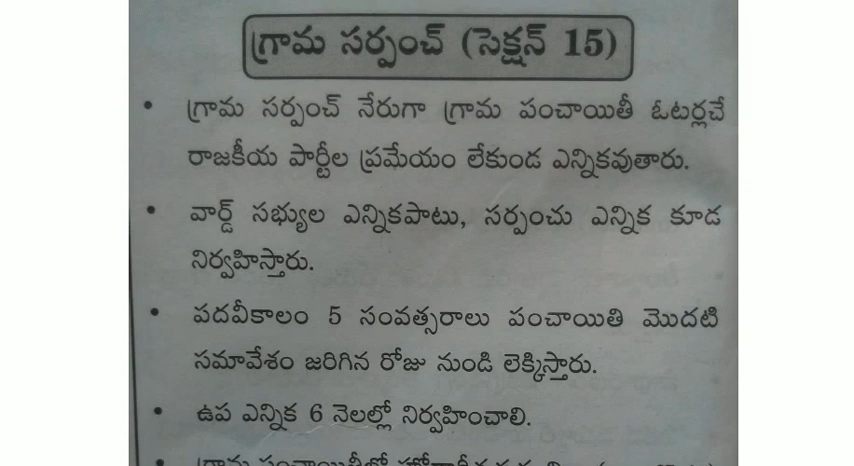 గ్రామ సర్పంచ్ (సెక్షన్ 15)
• గ్రామ సర్పంచ్ నేరుగా గ్రామ పంచాయితీ ఓటర్లచే
రాజకీయ పార్టీల ప్రమేయం లేకుండ ఎన్నికవుతారు.
• వార్డ్ సభ్యుల ఎన్నికపాటు, సర్పంచు ఎన్నిక కూడ
నిర్వహిస్తారు.
• పదవీకాలం 5 సంవత్సరాలు పంచాయితి మొదటి
సమావేశం జరిగిన రోజు నుండి లెక్కిస్తారు.
• ఉప ఎన్నిక 6 నెలల్లో నిర్వహించాలి.
• గ్రామ పంచాయితీలో